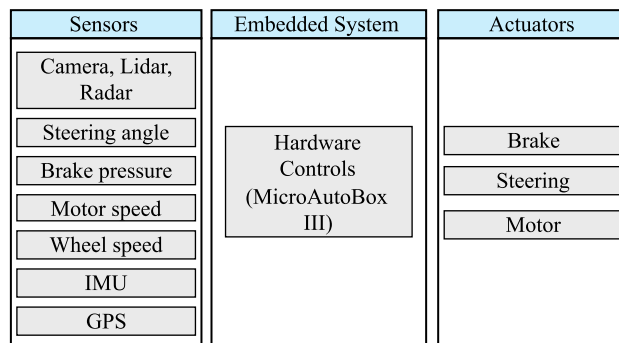 Sensors
Camera, Lidar,
Radar
Steering angle
Brake pressure
Motor speed
Wheel speed
IMU
GPS
Embedded System
Hardware
Controls
(MicroAutoBox
III)
Actuators
Brake
Steering
Motor